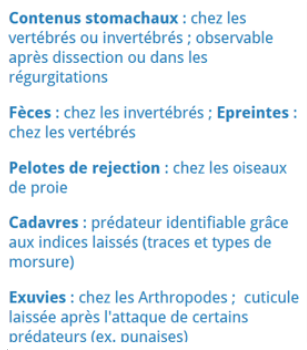 Contenus stomachaux : chez les
vertébrés ou invertébrés ; observable
après dissection ou dans les
régurgitations
Fèces : chez les invertébrés ; Epreintes :
chez les vertébrés
Pelotes de rejection : chez les oiseaux
de proie
Cadavres : prédateur identifiable grâce
aux indices laissés (traces et types de
morsure)
Exuvies : chez les Arthropodes ; cuticule
laissée après l'attaque de certains
prédateurs (ex. punaises)